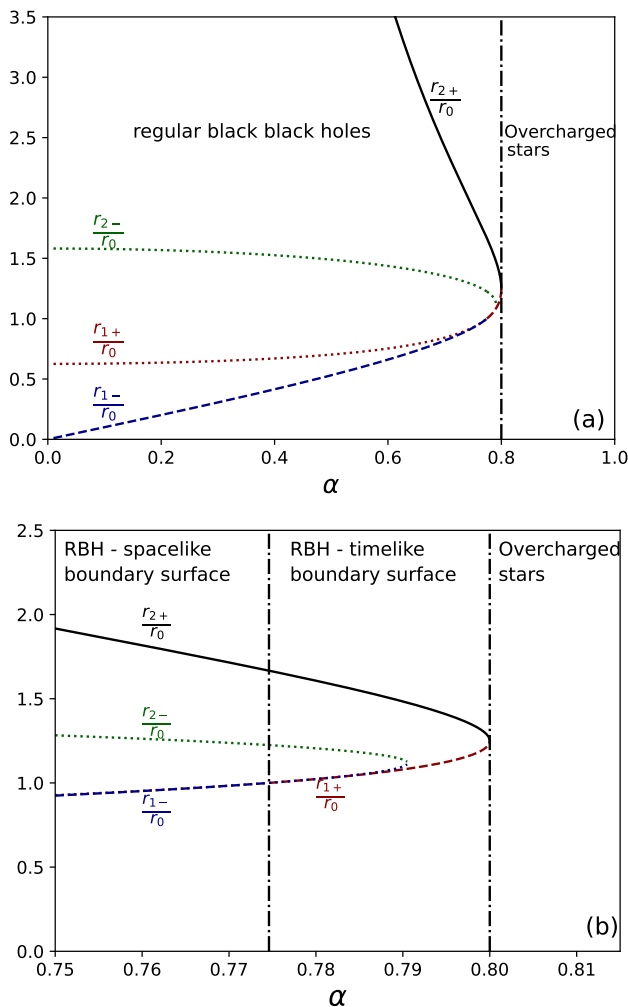 3.5
3.0
2.5
2.0
1.5
1.0
0.5
0.0
r2+
r0
regular black black holes
Overcharged
stars
r2−
r0
r1+
r0
r1−
r0
(a)
0.0 0.2 0.4 0.6 0.8 1.0
α
2.5
2.0
1.5
1.0
0.5
0.0
RBH - spacelike
boundary surface
RBH - timelike
boundary surface
Overcharged
stars
r2+
r0
r2−
r0
r1−
r0
r1+
r0
(b)
0.75 0.76 0.77 0.78 0.79 0.80 0.81
α